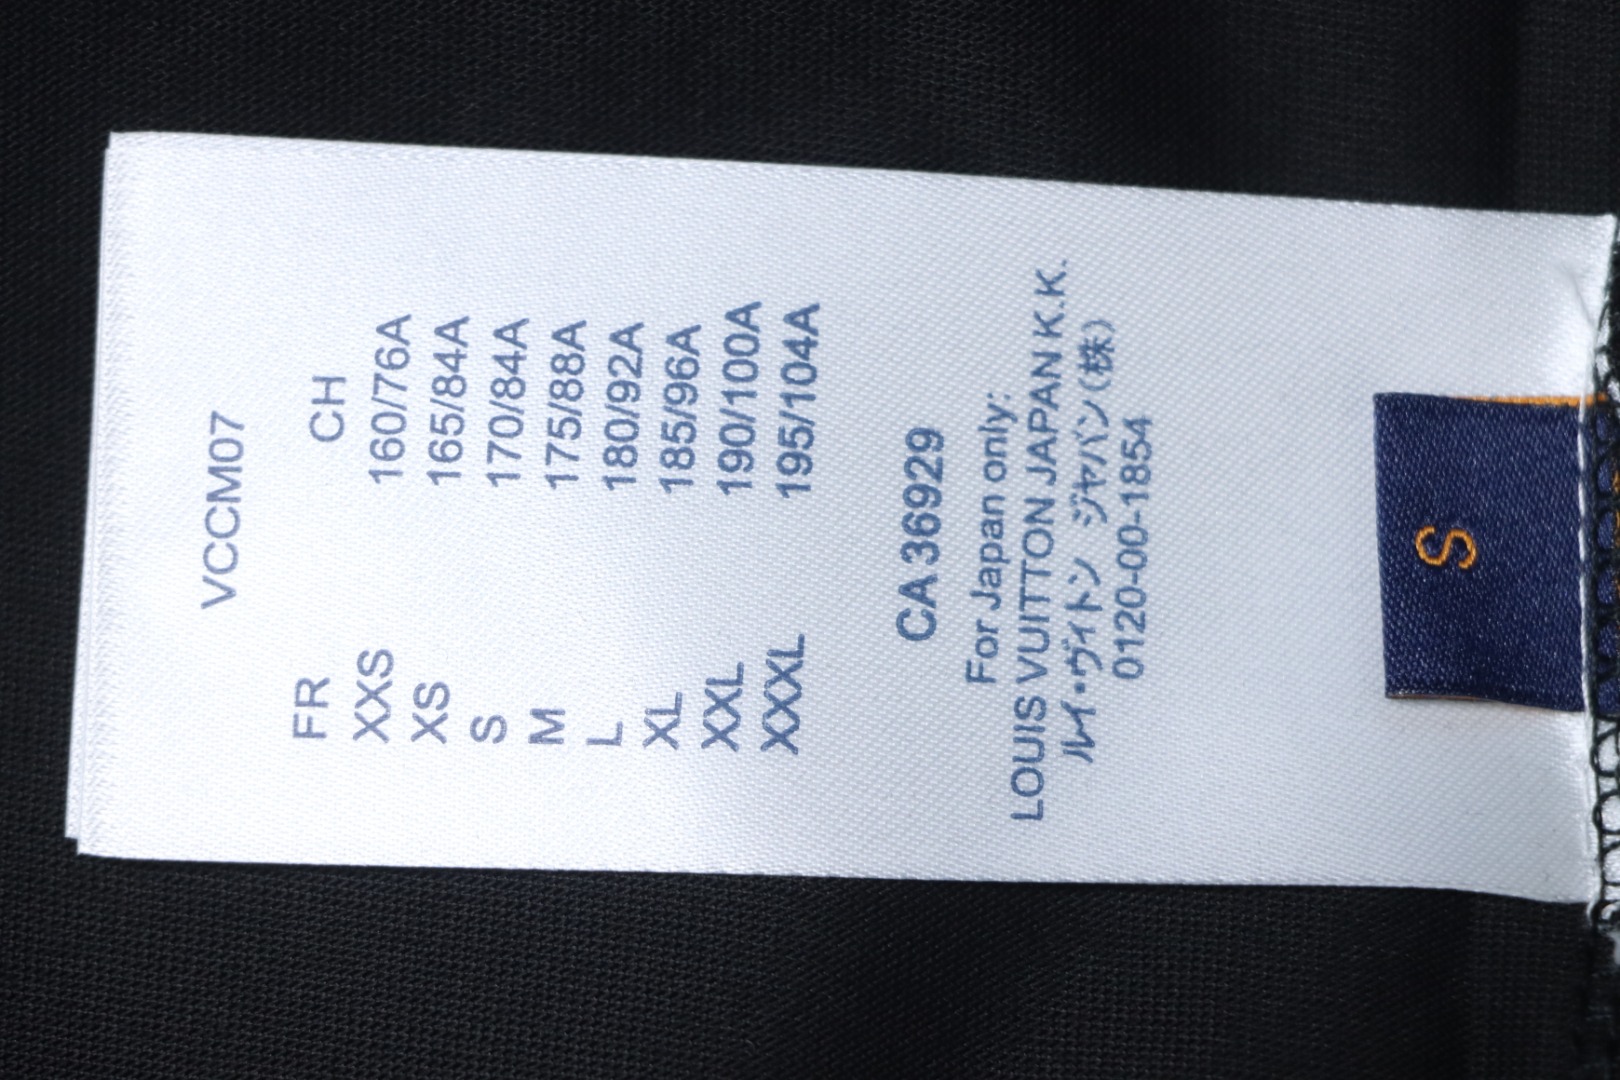 VCCM07
FR CH
XXS 160/76A
XS 165/84A
S 170/84A
M 175/88A
L 180/92A
XL 185/96A
XXL 190/100A
XXXL 195/104A
CA36929
For Japan only:
LOUIS VUITTON JAPAN K.K.
ルイ・ヴィトン ジャパン(株)
0120-00-1854
S